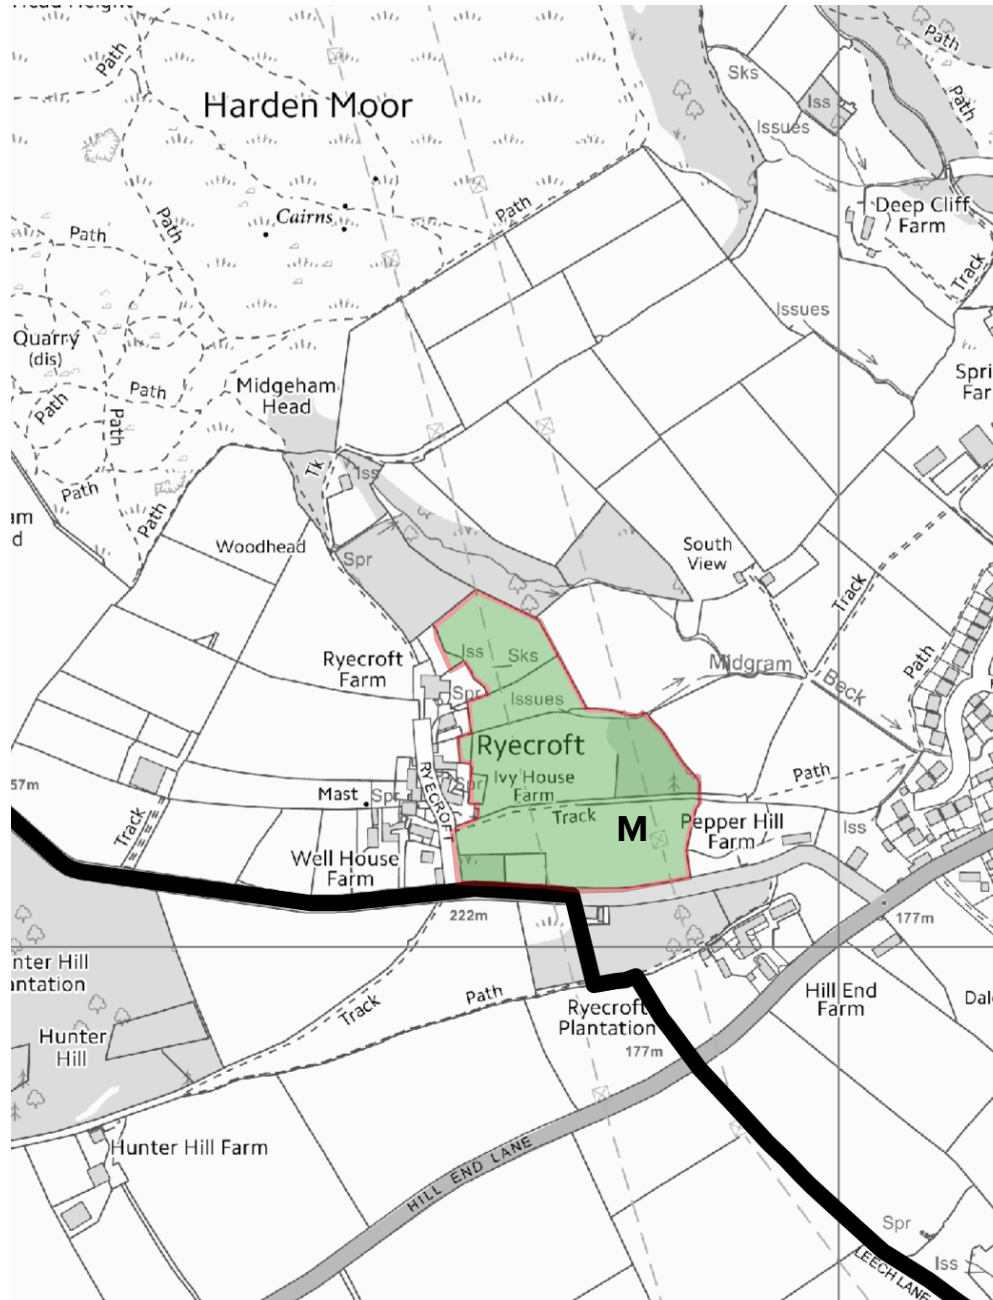 Path
Sks
Path
Iss
Path
Harden Moor
Issues
Cairns
Path
Path
Path
Deep Cliff
Farm
Track
Issues
Quarry
(dis)
Midgeham
Head
Path
Path
Path
Tk
Iss
Path
Path
Woodhead
Spr
South
View
Track
Ryecroft
Farm
Iss
Sks
Midgram
Beck
Path
Spr
Issues
Ryecroft
Ivy House
Farm
Path
57m
Mast
Spr
RYECROFT
Spr
Track
Track
M
Pepper Hill
Farm
Iss
Well House
Farm
222m
177m
Track
Path
Ryecroft
Plantation
Hill End
Farm
177m
Hunter
Hill
Hunter Hill Farm
HILL END LANE
Spr
Iss
LEECH LANE